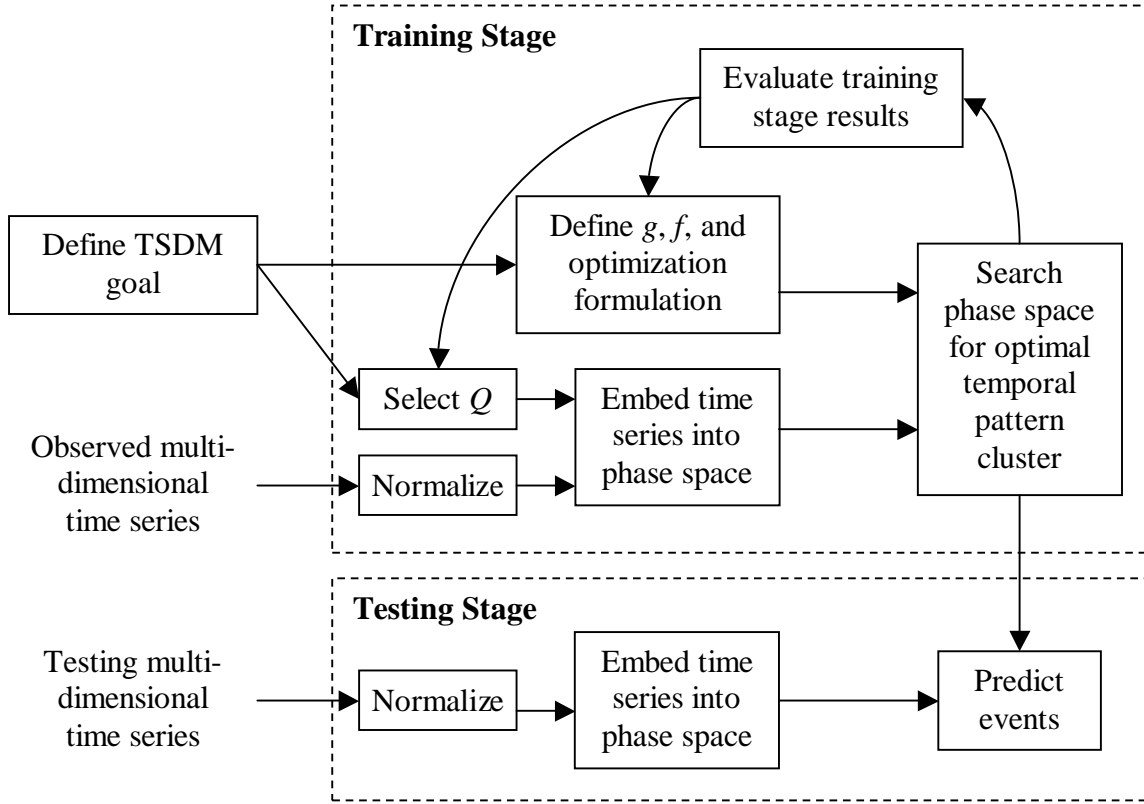 Training Stage
Evaluate training
stage results
Define TSDM
goal
Define g, f, and
optimization
formulation
Search
phase space
for optimal
temporal
pattern
cluster
Select Q
Embed time
series into
phase space
Observed multi-
dimensional
time series
Normalize
Testing Stage
Testing multi-
dimensional
time series
Normalize
Embed time
series into
phase space
Predict
events